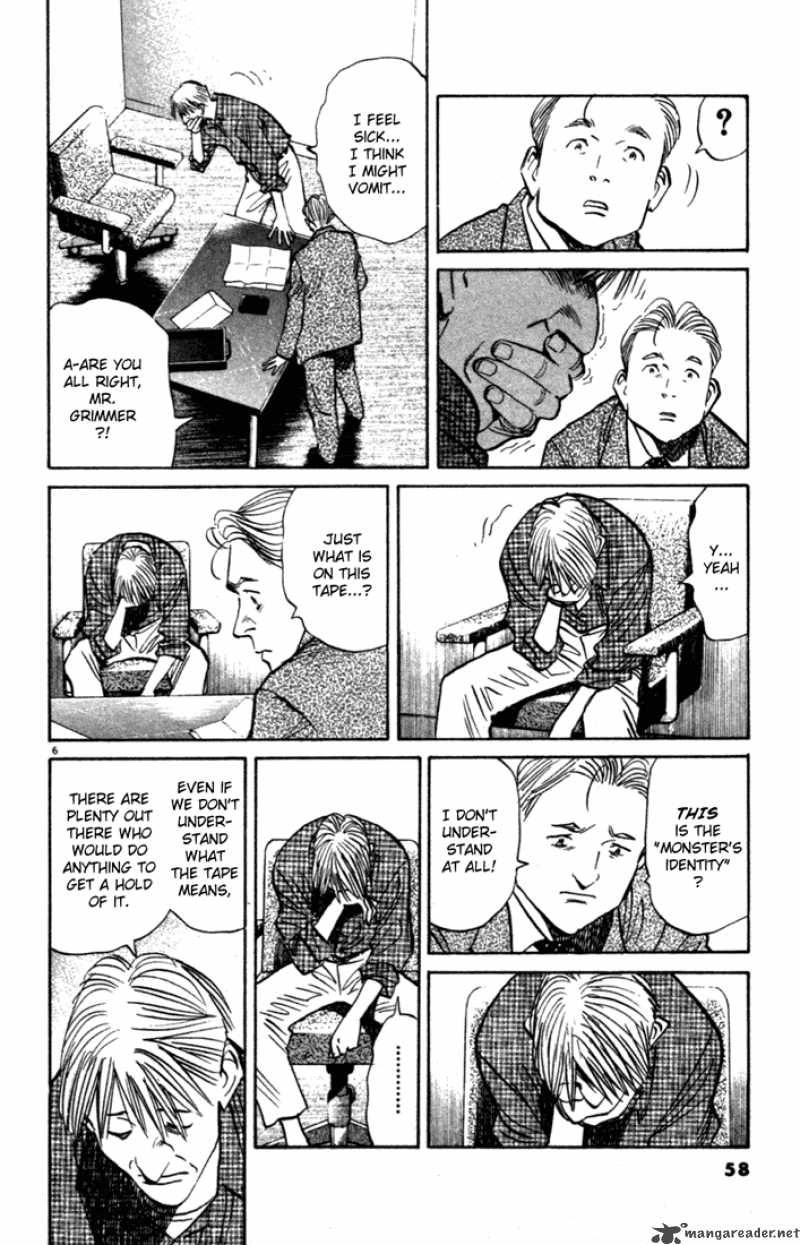 ?
I FEEL
SICK...
I THINK
I MIGHT
VOMIT...
A-ARE YOU
ALL RIGHT,
MR.
GRIMMER
?!
Y...
YEAH
...
JUST
WHAT IS
ON THIS
TAPE...?
6
THIS
IS THE
"MONSTER'S
IDENTITY"
?
I DON'T
UNDER-
STAND
AT ALL!
..........
EVEN IF
WE DON'T
UNDER-
STAND
WHAT
THE TAPE
MEANS,
THERE ARE
PLENTY OUT
THERE WHO
WOULD DO
ANYTHING TO
GET A HOLD
OF IT.
58
mangareader.net